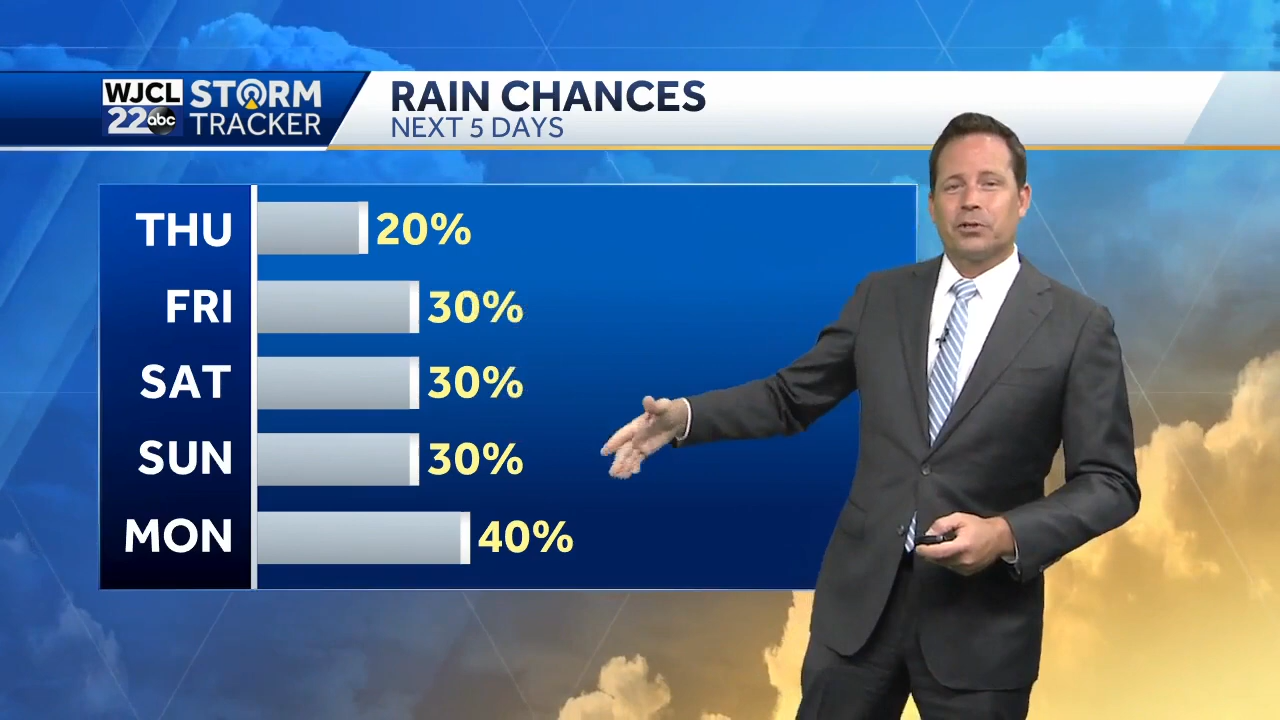 WJCL
22 abc
STORM
TRACKER
RAIN CHANCES
NEXT 5 DAYS
THU 20%
FRI 30%
SAT 30%
SUN 30%
MON 40%